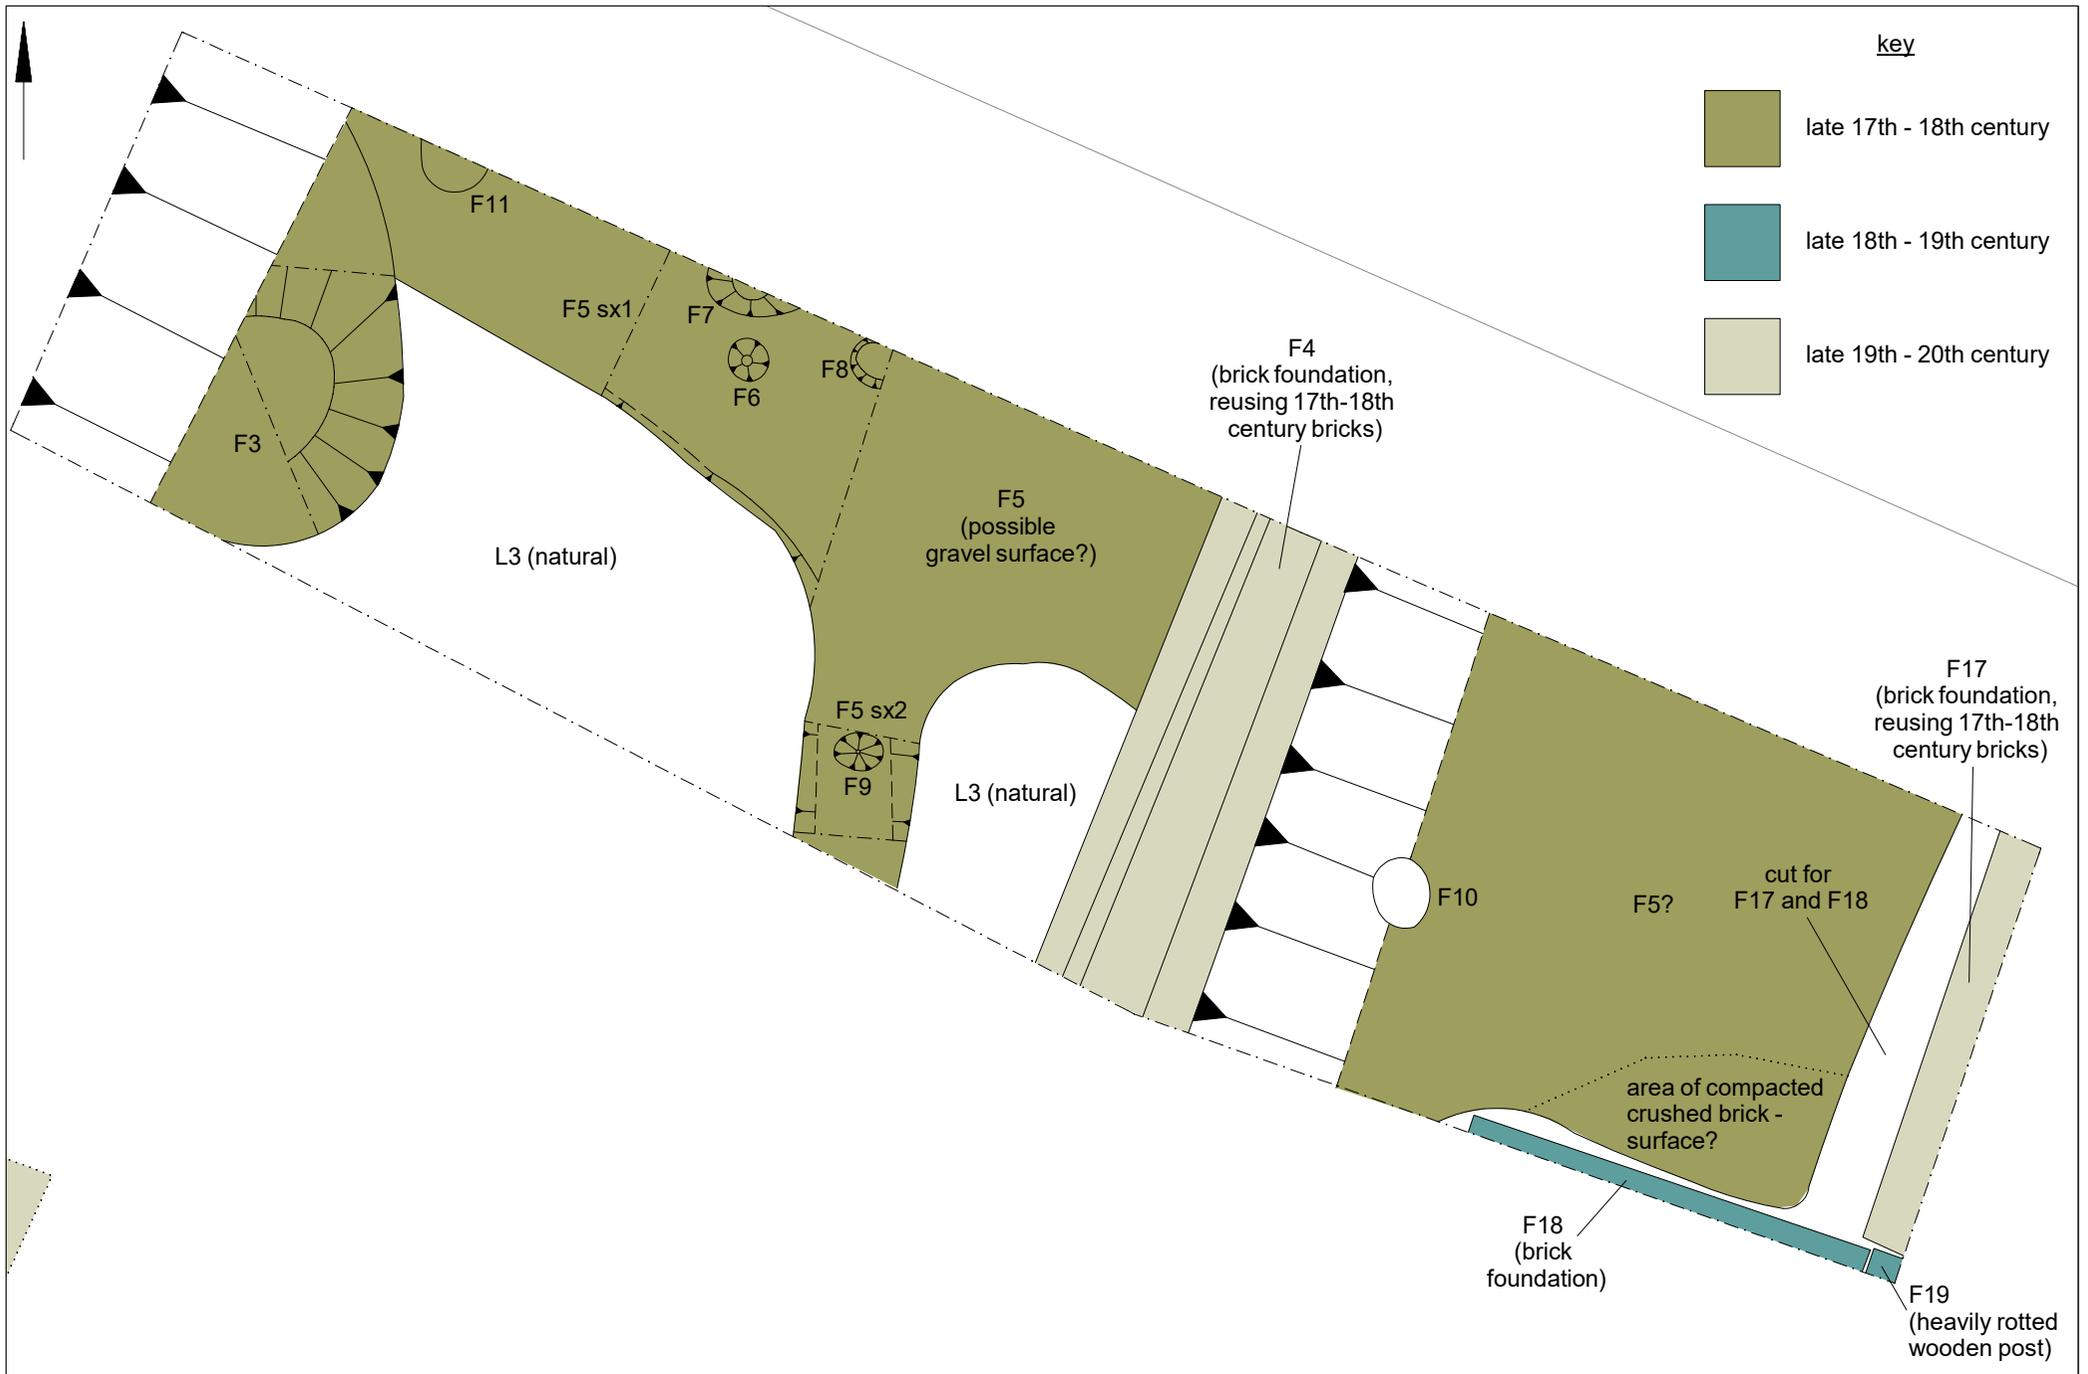 key
late 17th - 18th century
late 18th - 19th century
late 19th - 20th century
F11
F5 sx1
F7
F8
F6
F3
F4
(brick foundation,
reusing 17th-18th
century bricks)
F5
(possible
gravel surface?)
L3 (natural)
F5 sx2
F9
L3 (natural)
F17
(brick foundation,
reusing 17th-18th
century bricks)
F10
F5?
cut for
F17 and F18
area of compacted
crushed brick -
surface?
F18
(brick
foundation)
F19
(heavily rotted
wooden post)